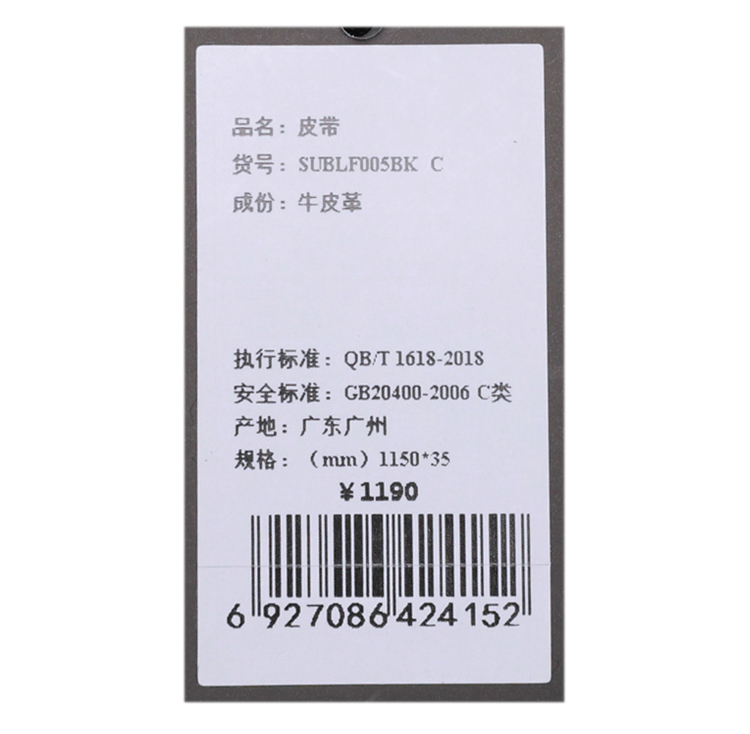 品名：皮带
货号：SUBLF005BK C
成份：牛皮革
执行标准：QB/T 1618-2018
安全标准：GB20400-2006 C类
产地：广东广州
规格：（mm）1150*35
￥1190
6 927086 424152